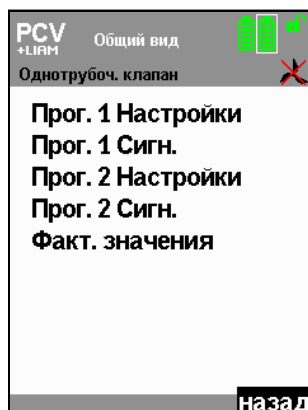 PCV
+LIAM
Общий вид
Однотрубоч. клапан
Прог. 1 Настройки
Прог. 1 Сигн.
Прог. 2 Настройки
Прог. 2 Сигн.
Факт. значения
назад